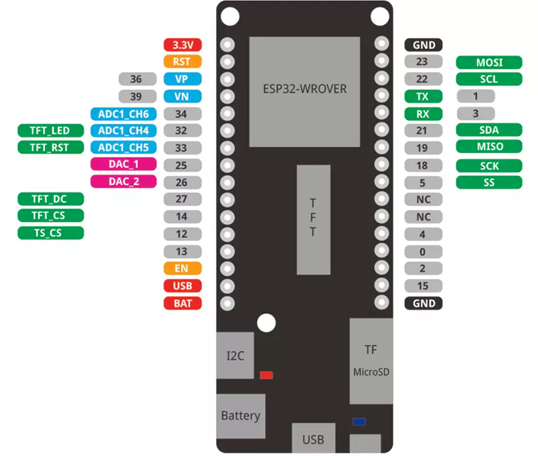 3.3V GND
RST 23 MOSI
36 VP ESP32-WROVER 22 SCL
39 VN TX 1
ADC1_CH6 34 RX 3
TFT_LED ADC1_CH4 32 21 SDA
TFT_RST ADC1_CH5 33 19 MISO
DAC_1 25 18 SCK
DAC_2 26 5 SS
TFT_DC 27 TFT NC
TFT_CS 14 NC
TS_CS 12 4
13 0
EN 2
USB 15
BAT GND
I2C TF
MicroSD
Battery
USB